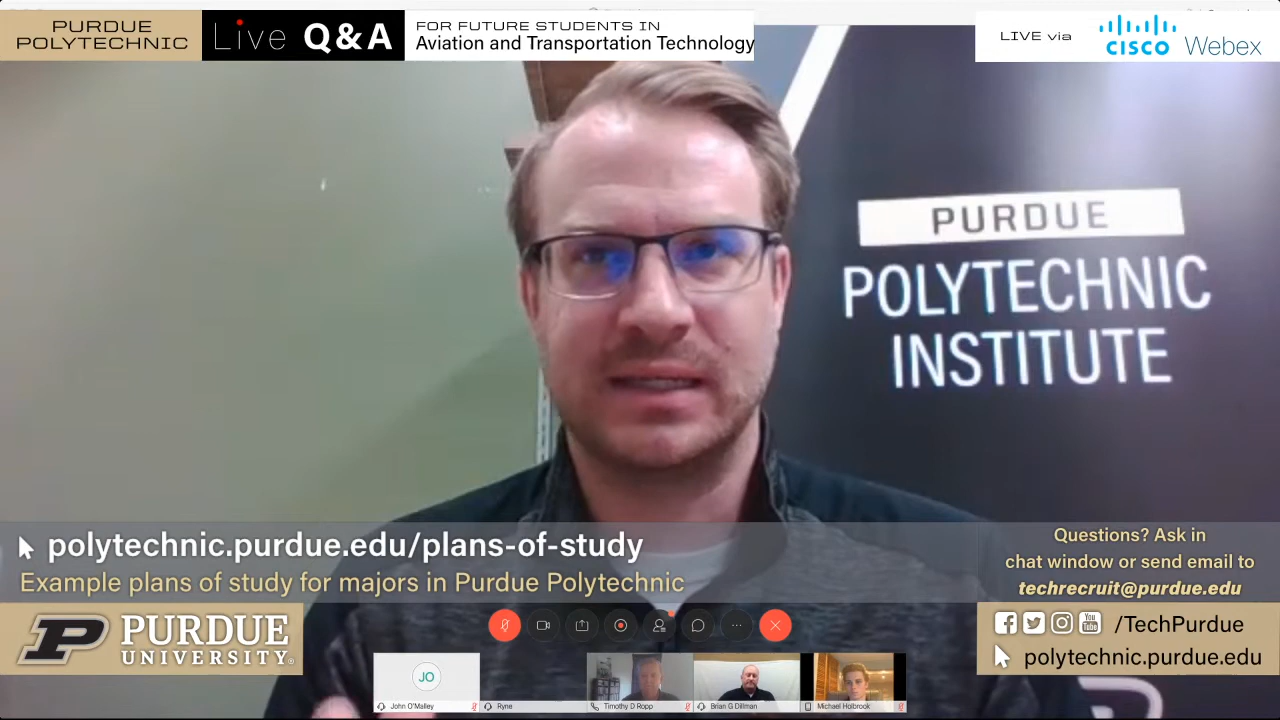 PURDUE
POLYTECHNIC
Live Q&A
FOR FUTURE STUDENTS IN
Aviation and Transportation Technology
LIVE via
CISCO Webex
PURDUE
POLYTECHNIC
INSTITUTE
polytechnic.purdue.edu/plans-of-study
Example plans of study for majors in Purdue Polytechnic
Questions? Ask in
chat window or send email to
techrecruit@purdue.edu
P PURDUE
UNIVERSITY®
You
Tube
/TechPurdue
polytechnic.purdue.edu
JO
John O'Malley
Ryne
Timothy D Ropp
Brian G Dillman
Michael Holbrook